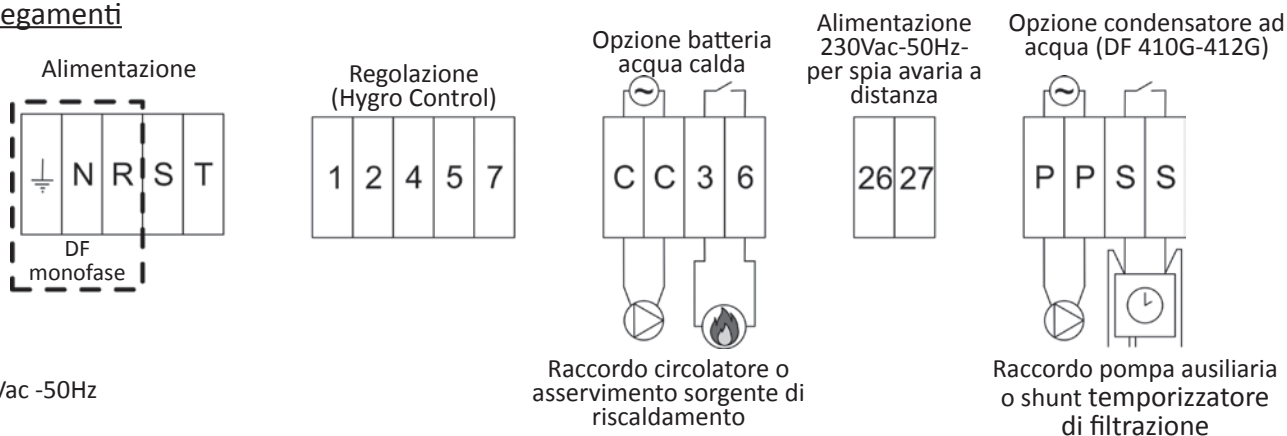 egamenti
Alimentazione
DF
monofase
N R S T
Regolazione
(Hygro Control)
1 2 4 5 7
Opzione batteria
acqua calda
C C 3 6
Raccordo circolatore o
asservimento sorgente di
riscaldamento
Alimentazione
230Vac-50Hz-
per spia avaria a
distanza
26 27
Opzione condensatore ad
acqua (DF 410G-412G)
P P S S
Raccordo pompa ausiliaria
o shunt temporizzatore
di filtrazione
Vac -50Hz